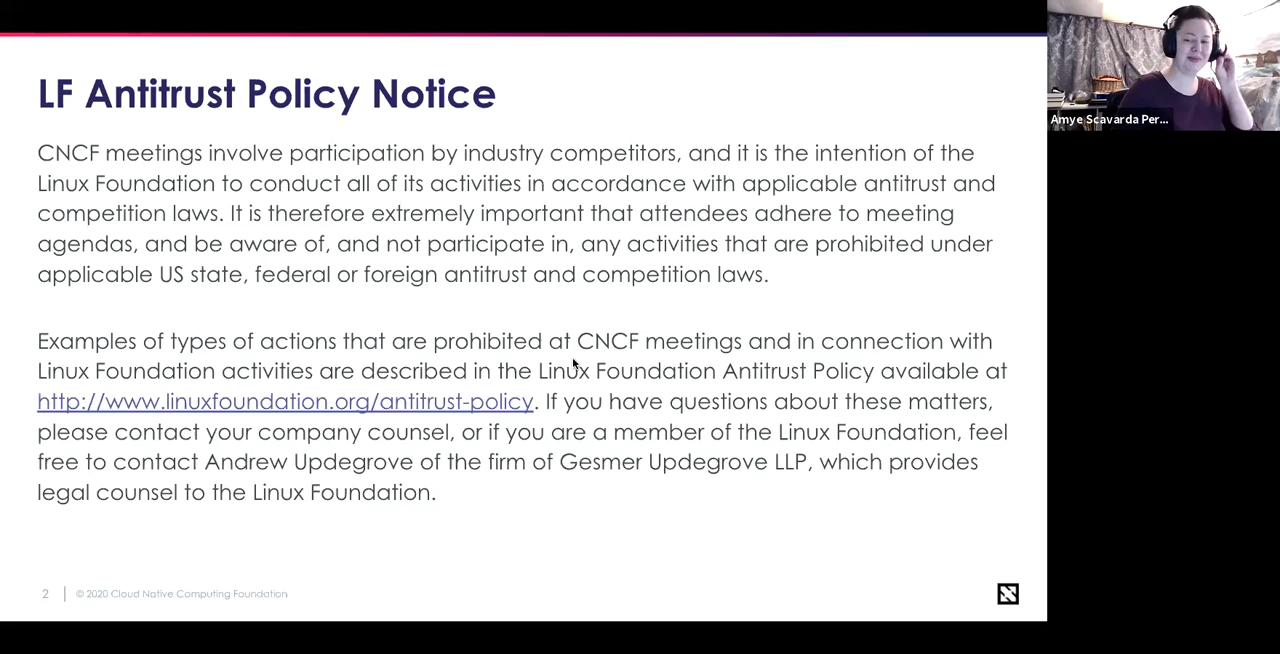 LF Antitrust Policy Notice
CNCF meetings involve participation by industry competitors, and it is the intention of the
Linux Foundation to conduct all of its activities in accordance with applicable antitrust and
competition laws. It is therefore extremely important that attendees adhere to meeting
agendas, and be aware of, and not participate in, any activities that are prohibited under
applicable US state, federal or foreign antitrust and competition laws.
Examples of types of actions that are prohibited at CNCF meetings and in connection with
Linux Foundation activities are described in the Linux Foundation Antitrust Policy available at
http://www.linuxfoundation.org/antitrust-policy. If you have questions about these matters,
please contact your company counsel, or if you are a member of the Linux Foundation, feel
free to contact Andrew Updegrove of the firm of Gesmer Updegrove LLP, which provides
legal counsel to the Linux Foundation.
2 | © 2020 Cloud Native Computing Foundation
Amye Scavarda Per...